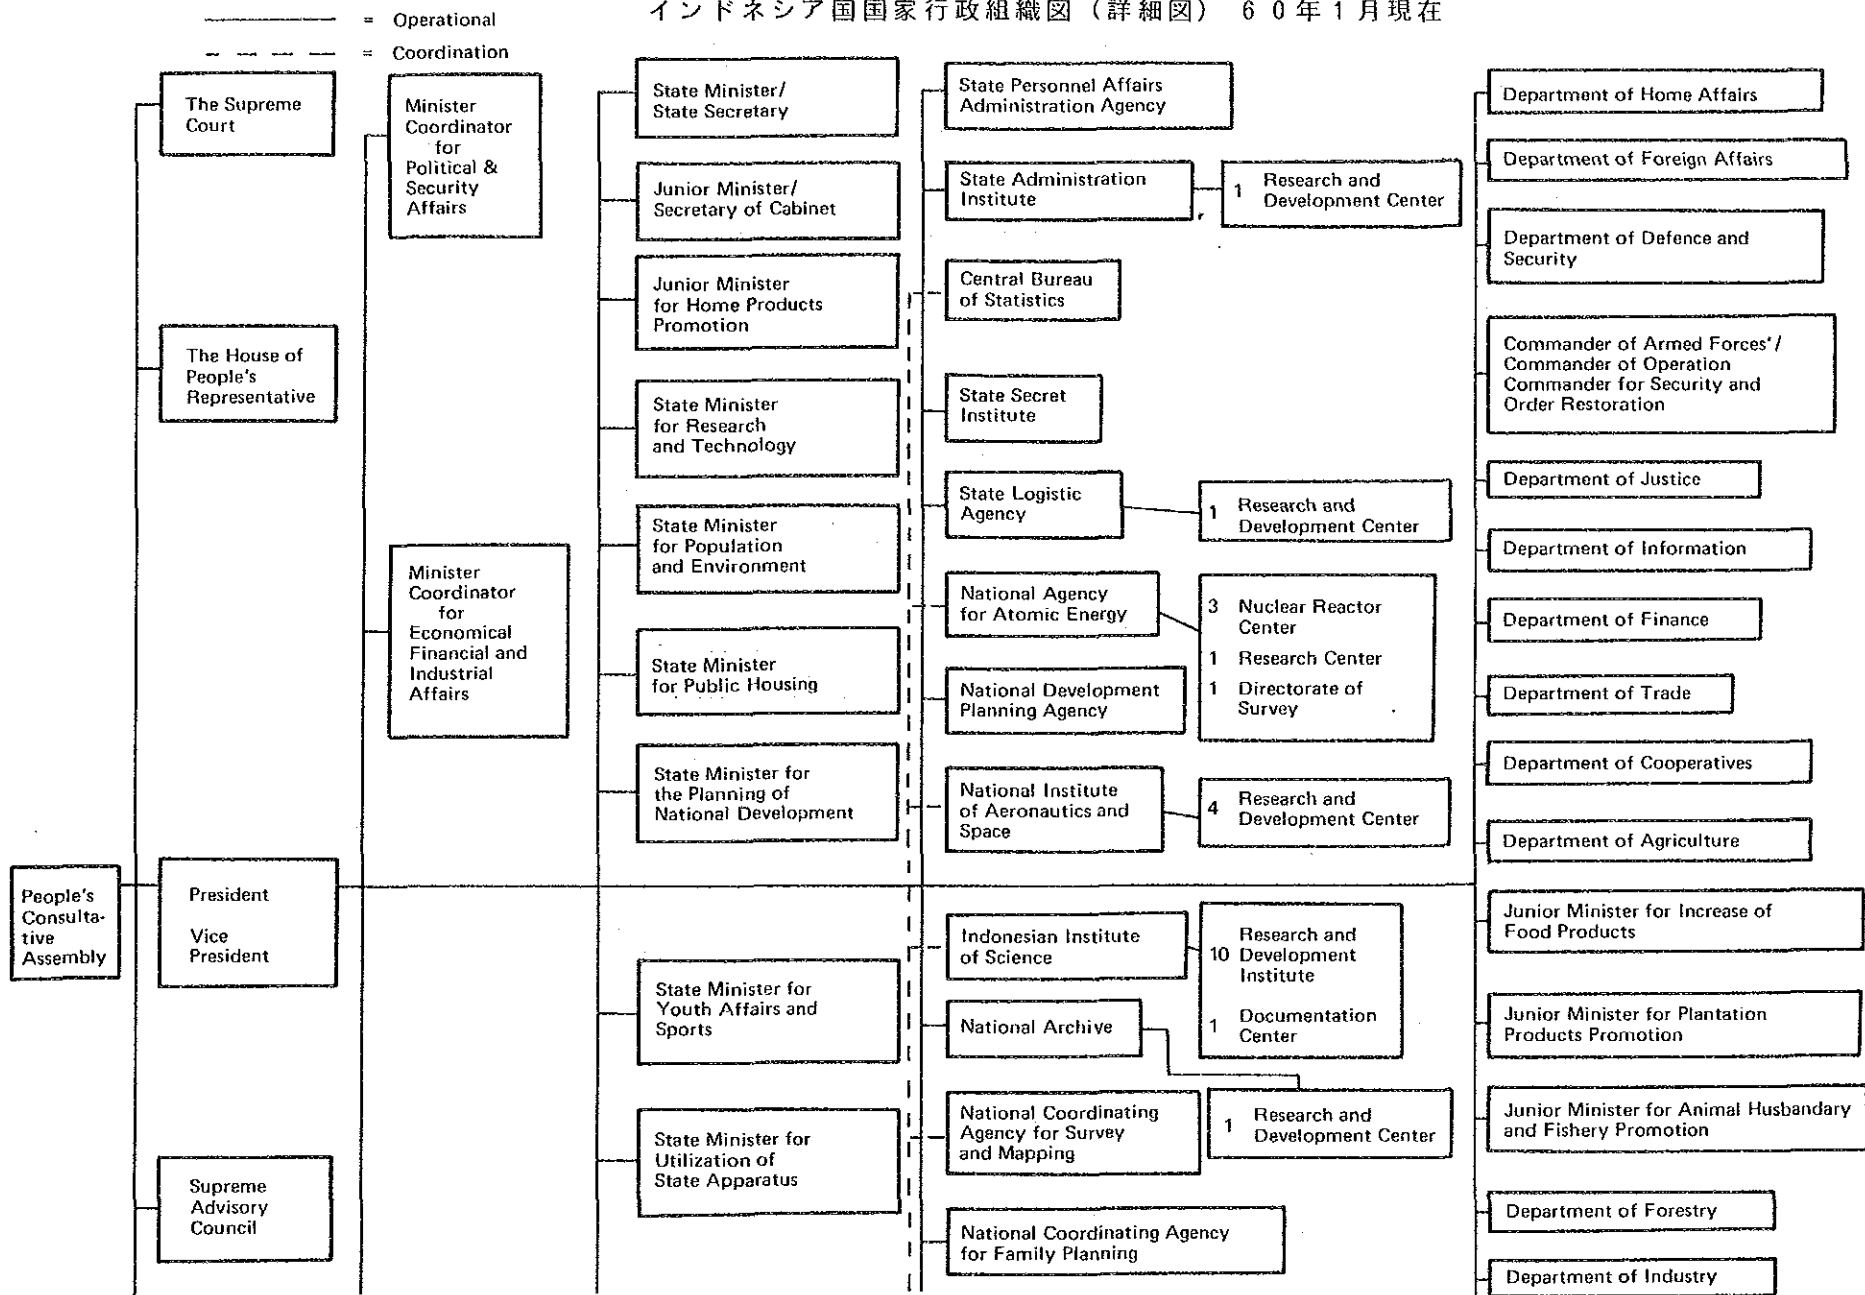 インドネシア国国家行政組織図（詳細図） 60年1月現在
= Operational
= Coordination
People's
Consulta-
tive
Assembly
The Supreme
Court
The House of
People's
Representative
President
Vice
President
Supreme
Advisory
Council
Minister
Coordinator
for
Political &
Security
Affairs
Minister
Coordinator
for
Economical
Financial and
Industrial
Affairs
State Minister/
State Secretary
Junior Minister/
Secretary of Cabinet
Junior Minister
for Home Products
Promotion
State Minister
for Research
and Technology
State Minister
for Population
and Environment
State Minister
for Public Housing
State Minister for
the Planning of
National Development
State Minister for
Youth Affairs and
Sports
State Minister for
Utilization of
State Apparatus
State Personnel Affairs
Administration Agency
State Administration
Institute
1 Research and
Development Center
Central Bureau
of Statistics
State Secret
Institute
State Logistic
Agency
1 Research and
Development Center
National Agency
for Atomic Energy
3 Nuclear Reactor
Center
1 Research Center
1 Directorate of
Survey
National Development
Planning Agency
National Institute
of Aeronautics and
Space
4 Research and
Development Center
Indonesian Institute
of Science
10 Research and
Development
Institute
1 Documentation
Center
National Archive
1 Research and
Development Center
National Coordinating
Agency for Survey
and Mapping
National Coordinating Agency
for Family Planning
Department of Home Affairs
Department of Foreign Affairs
Department of Defence and
Security
Commander of Armed Forces'/
Commander of Operation
Commander for Security and
Order Restoration
Department of Justice
Department of Information
Department of Finance
Department of Trade
Department of Cooperatives
Department of Agriculture
Junior Minister for Increase of
Food Products
Junior Minister for Plantation
Products Promotion
Junior Minister for Animal Husbandary
and Fishery Promotion
Department of Forestry
Department of Industry